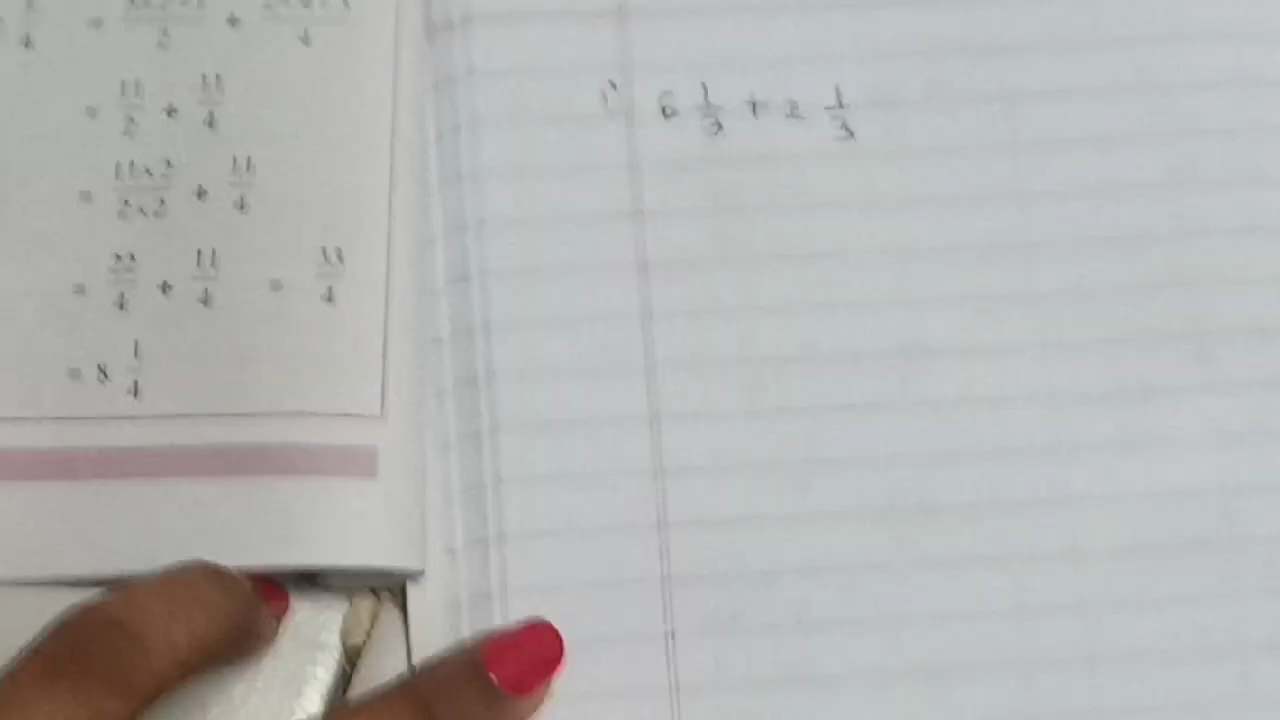 = 11/2 + 11/4
= 11×2/2×2 + 11/4
= 22/4 + 11/4 = 33/4
= 8 1/4
1) 6 1/3 + 2 1/3